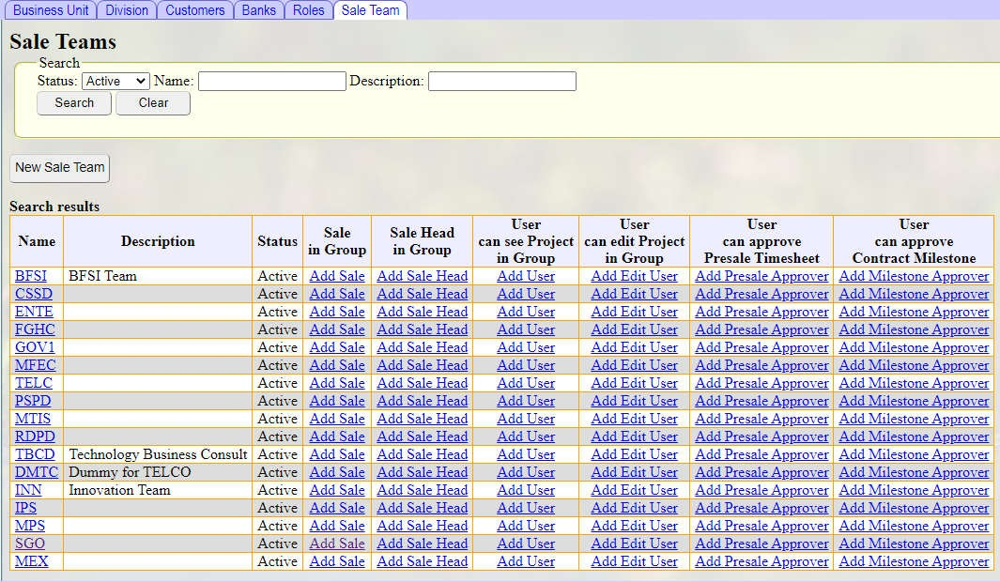 Business Unit Division Customers Banks Roles Sale Team
Sale Teams
Search
Status: Active Name: Description:
Search Clear
New Sale Team
Search results
Name Description Status Sale in Group Sale Head in Group User can see Project in Group User can edit Project in Group User can approve Presale Timesheet User can approve Contract Milestone
BFSI BFSI Team Active Add Sale Add Sale Head Add User Add Edit User Add Presale Approver Add Milestone Approver
CSSD Active Add Sale Add Sale Head Add User Add Edit User Add Presale Approver Add Milestone Approver
ENTE Active Add Sale Add Sale Head Add User Add Edit User Add Presale Approver Add Milestone Approver
FGHC Active Add Sale Add Sale Head Add User Add Edit User Add Presale Approver Add Milestone Approver
GOV1 Active Add Sale Add Sale Head Add User Add Edit User Add Presale Approver Add Milestone Approver
MFEC Active Add Sale Add Sale Head Add User Add Edit User Add Presale Approver Add Milestone Approver
TELC Active Add Sale Add Sale Head Add User Add Edit User Add Presale Approver Add Milestone Approver
PSPD Active Add Sale Add Sale Head Add User Add Edit User Add Presale Approver Add Milestone Approver
MTIS Active Add Sale Add Sale Head Add User Add Edit User Add Presale Approver Add Milestone Approver
RDPD Active Add Sale Add Sale Head Add User Add Edit User Add Presale Approver Add Milestone Approver
TBCD Technology Business Consult Active Add Sale Add Sale Head Add User Add Edit User Add Presale Approver Add Milestone Approver
DMTC Dummy for TELCO Active Add Sale Add Sale Head Add User Add Edit User Add Presale Approver Add Milestone Approver
INN Innovation Team Active Add Sale Add Sale Head Add User Add Edit User Add Presale Approver Add Milestone Approver
IPS Active Add Sale Add Sale Head Add User Add Edit User Add Presale Approver Add Milestone Approver
MPS Active Add Sale Add Sale Head Add User Add Edit User Add Presale Approver Add Milestone Approver
SGO Active Add Sale Add Sale Head Add User Add Edit User Add Presale Approver Add Milestone Approver
MEX Active Add Sale Add Sale Head Add User Add Edit User Add Presale Approver Add Milestone Approver